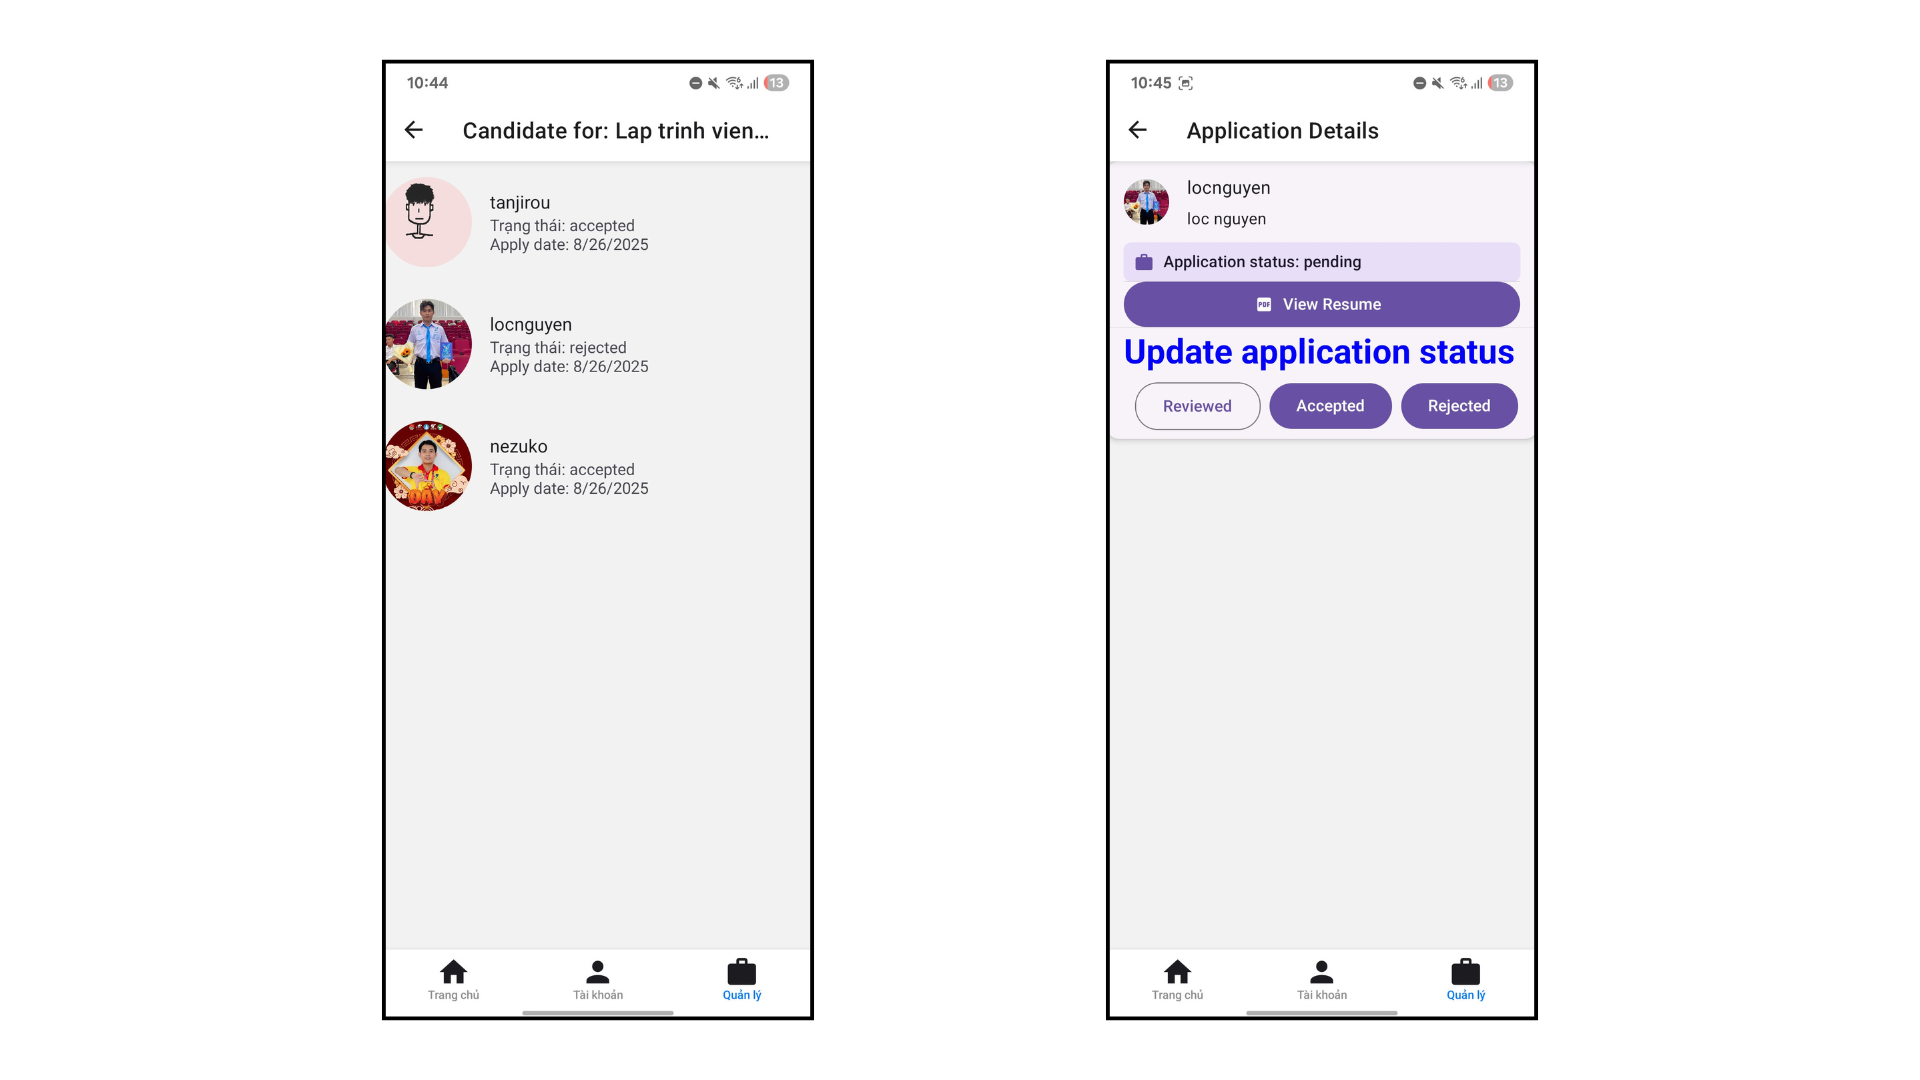 10:44
13
Candidate for: Lap trinh vien...
tanjirou
Trạng thái: accepted
Apply date: 8/26/2025
locnguyen
Trạng thái: rejected
Apply date: 8/26/2025
nezuko
Trạng thái: accepted
Apply date: 8/26/2025
Trang chủ
Tài khoản
Quản lý
10:45
13
Application Details
locnguyen
loc nguyen
Application status: pending
PDF View Resume
Update application status
Reviewed
Accepted
Rejected
Trang chủ
Tài khoản
Quản lý